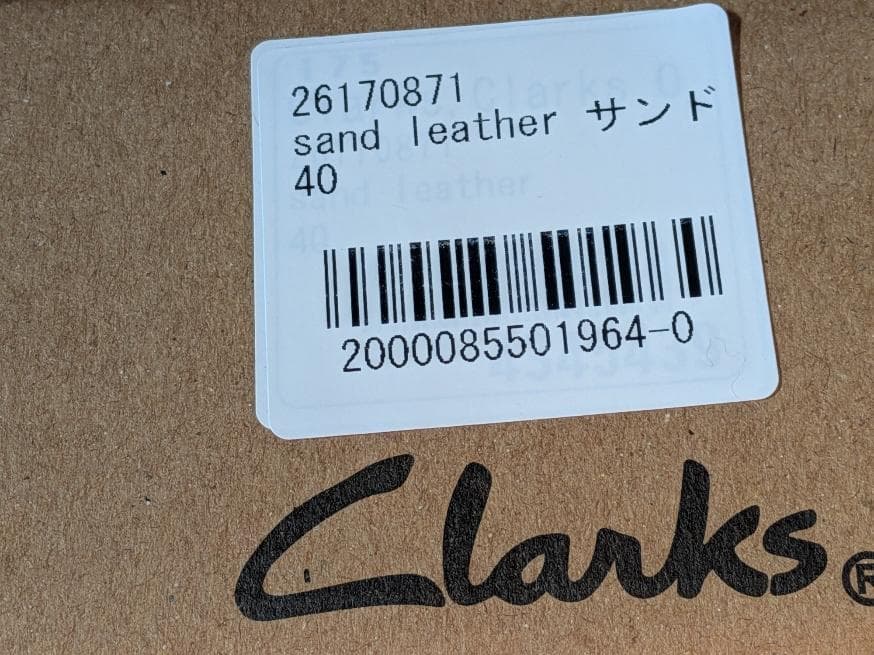 26170871
sand leather サンド
40
2000085501964-0
Clarks®